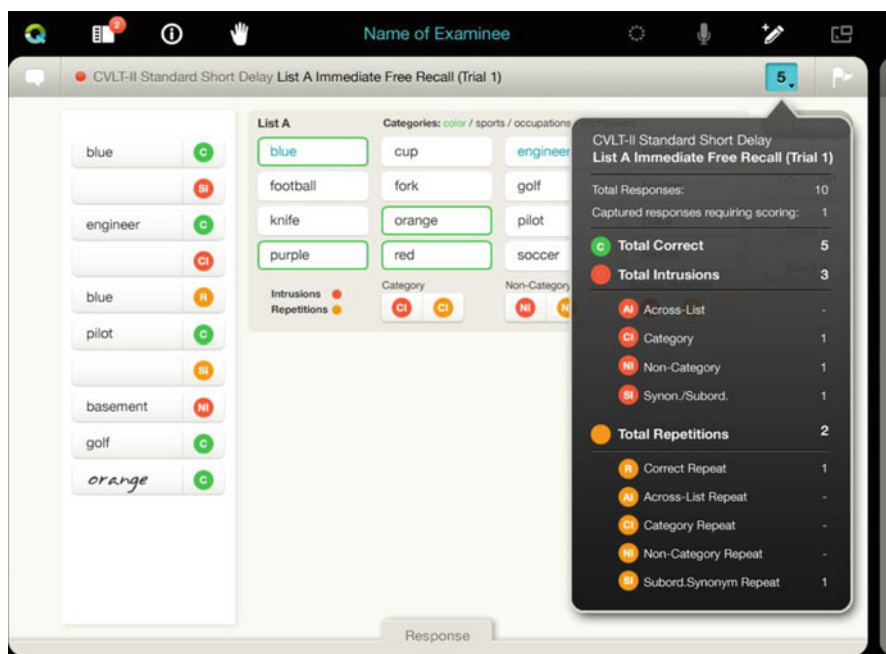 2
Name of Examinee
CVLT-II Standard Short Delay List A Immediate Free Recall (Trial 1)
5
blue C
SI
engineer C
CI
blue R
pilot C
SI
basement NI
golf C
orange C
List A
Categories: color / sports / occupations
blue cup engineer
football fork golf
knife orange pilot
purple red soccer
Intrusions
Repetitions
Category
CI CI
Non-Category
NI
CVLT-II Standard Short Delay
List A Immediate Free Recall (Trial 1)
Total Responses: 10
Captured responses requiring scoring: 1
C Total Correct 5
Total Intrusions 3
AI Across-List -
CI Category 1
NI Non-Category 1
SI Synon./Subord. 1
Total Repetitions 2
R Correct Repeat 1
AI Across-List Repeat -
CI Category Repeat -
NI Non-Category Repeat -
SI Subord.Synonym Repeat 1
Response